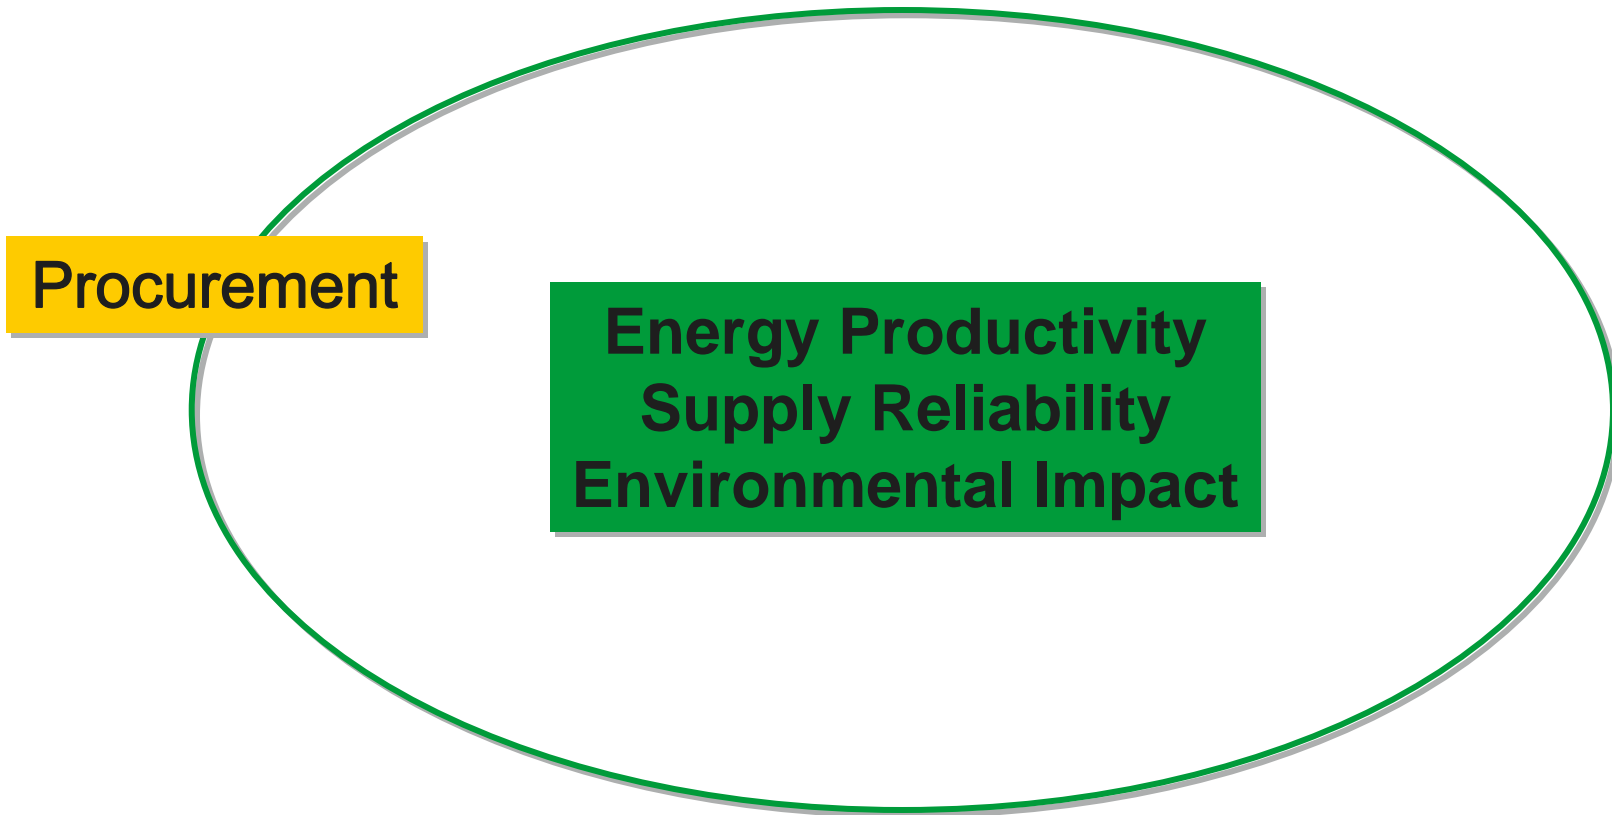 Procurement
Energy Productivity
Supply Reliability
Environmental Impact